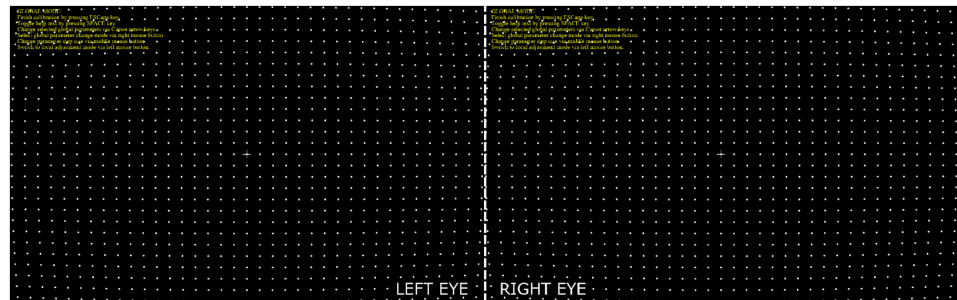 GLOBAL MODE:
Finish calibration by pressing ESCape key.
Toggle help text by pressing SPACE key
Change selected global parameters via Cursor arrow keys.
Select global parameter change mode via right mouse button.
Change parameter step size via middle mouse button.
Switch to local adjustment mode via left mouse button.
GLOBAL MODE:
Finish calibration by pressing ESCape key.
Toggle help text by pressing SPACE key
Change selected global parameters via Cursor arrow keys.
Select global parameter change mode via right mouse button.
Change parameter step size via middle mouse button.
Switch to local adjustment mode via left mouse button.
LEFT EYE
RIGHT EYE